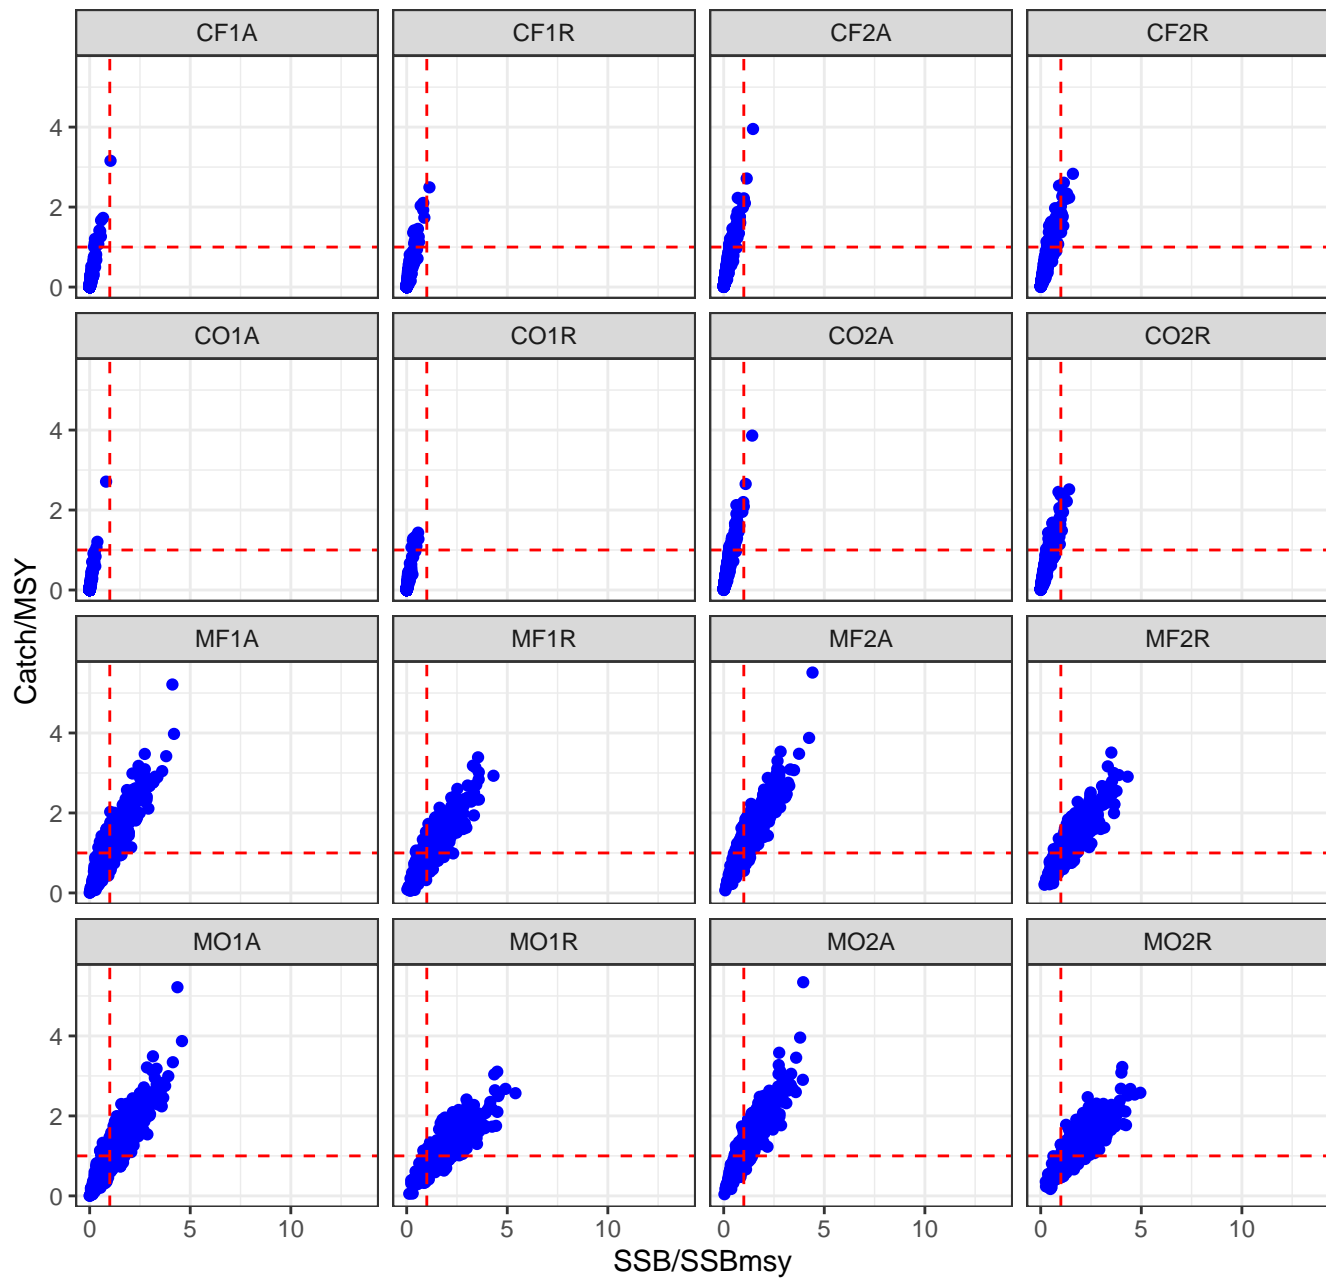 CF1A CF1R CF2A CF2R
4
2
0
CO1A CO1R CO2A CO2R
4
2
0
MF1A MF1R MF2A MF2R
4
2
0
MO1A MO1R MO2A MO2R
4
2
0
0 5 10 0 5 10 0 5 10 0 5 10
SSB/SSBmsy
Catch/MSY